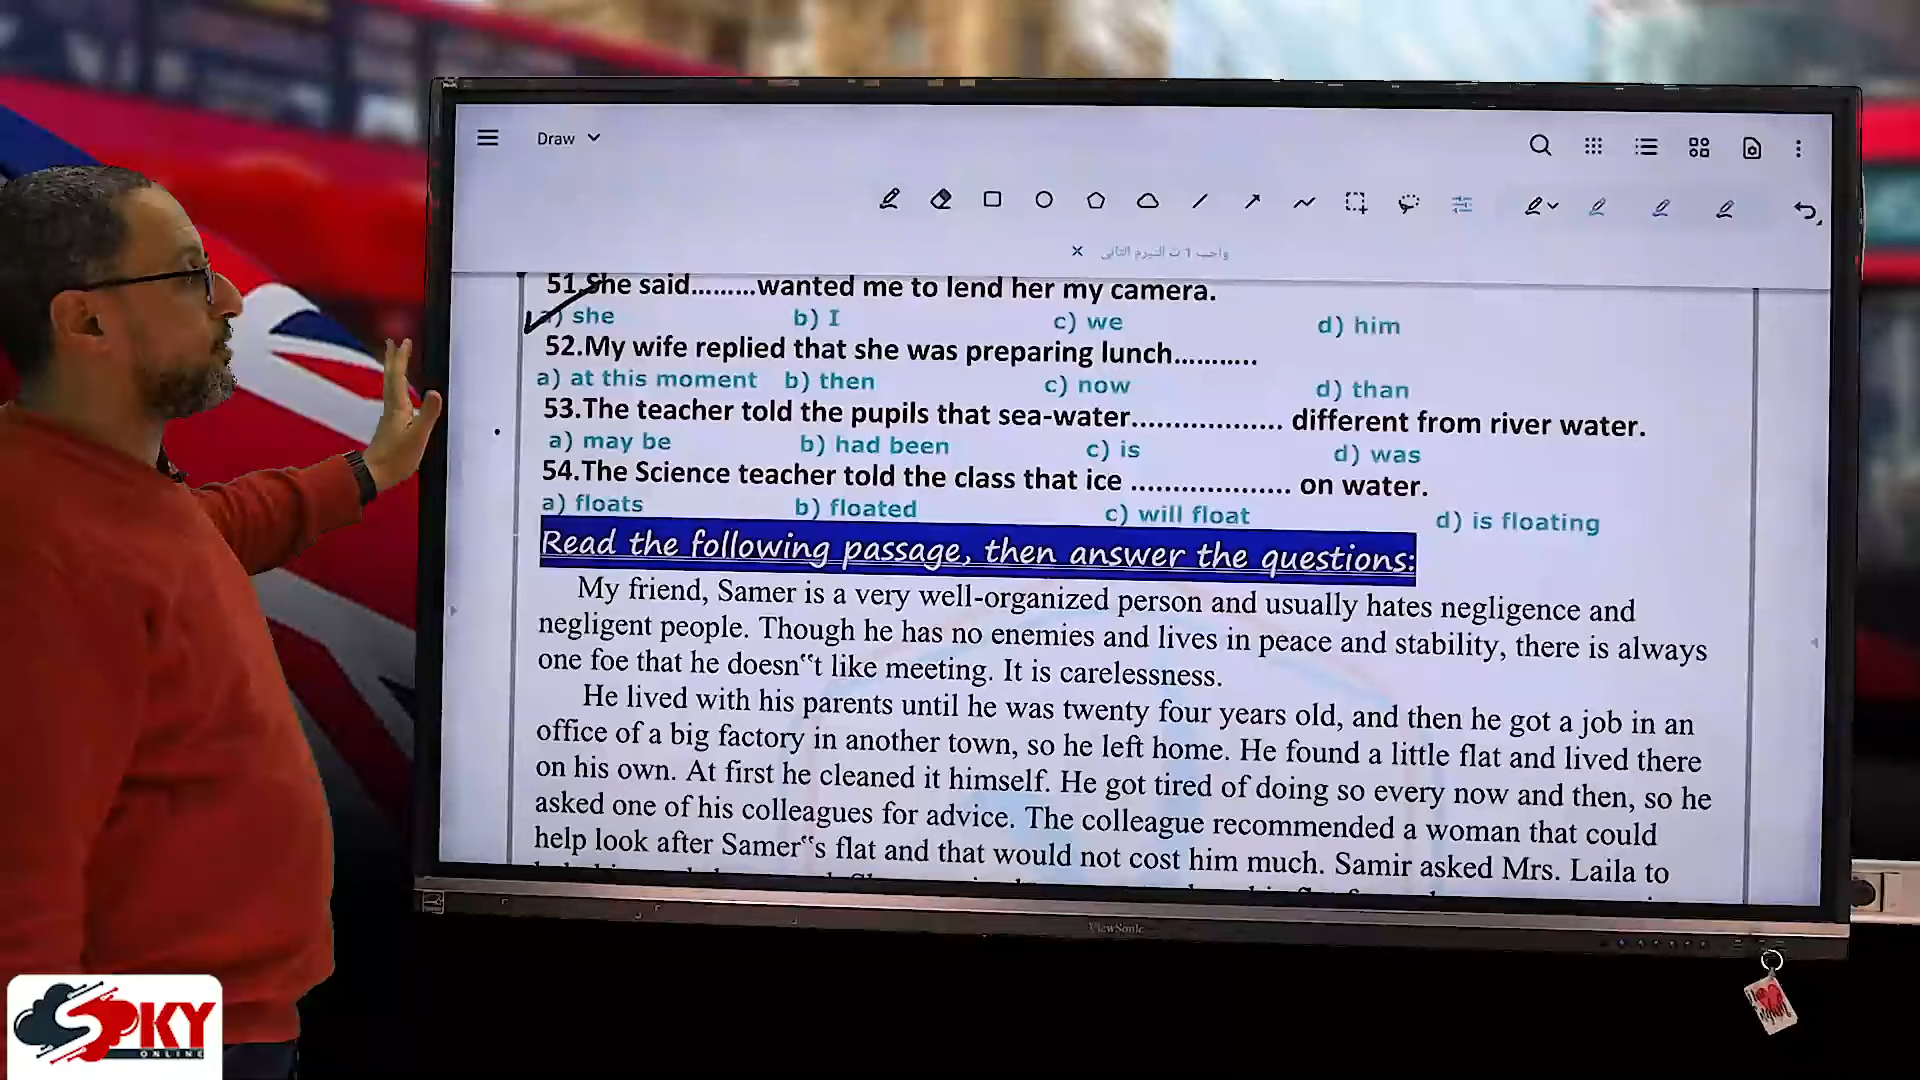 Draw
واجب 1 ث الترم الثانى
51.She said.........wanted me to lend her my camera.
a) she b) I c) we d) him
52.My wife replied that she was preparing lunch...........
a) at this moment b) then c) now d) than
53.The teacher told the pupils that sea-water................. different from river water.
a) may be b) had been c) is d) was
54.The Science teacher told the class that ice .................. on water.
a) floats b) floated c) will float d) is floating
Read the following passage, then answer the questions:
My friend, Samer is a very well-organized person and usually hates negligence and
negligent people. Though he has no enemies and lives in peace and stability, there is always
one foe that he doesn‟t like meeting. It is carelessness.
He lived with his parents until he was twenty four years old, and then he got a job in an
office of a big factory in another town, so he left home. He found a little flat and lived there
on his own. At first he cleaned it himself. He got tired of doing so every now and then, so he
asked one of his colleagues for advice. The colleague recommended a woman that could
help look after Samer‟s flat and that would not cost him much. Samir asked Mrs. Laila to
ViewSonic
SKY
ONLINE